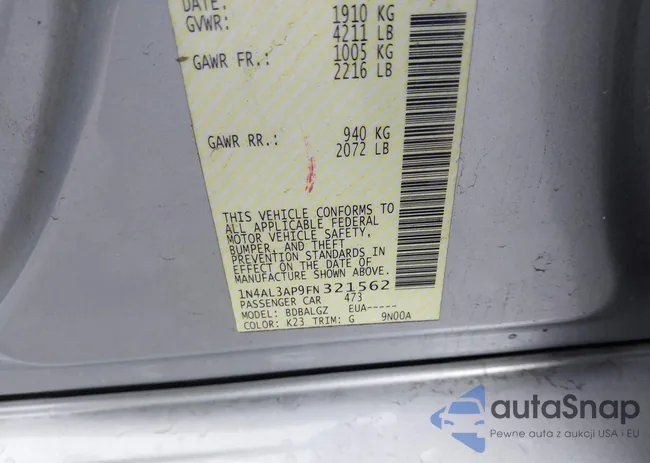 DATE:
GVWR: 1910 KG
4211 LB
GAWR FR.: 1005 KG
2216 LB
GAWR RR.: 940 KG
2072 LB
THIS VEHICLE CONFORMS TO
ALL APPLICABLE FEDERAL
MOTOR VEHICLE SAFETY,
BUMPER, AND THEFT
PREVENTION STANDARDS IN
EFFECT ON THE DATE OF
MANUFACTURE SHOWN ABOVE.
1N4AL3AP9FN321562
PASSENGER CAR 473
MODEL: BDBALGZ EUA-----
COLOR: K23 TRIM: G 9N00A
autaSnap
Pewne auta z aukcji USA i EU